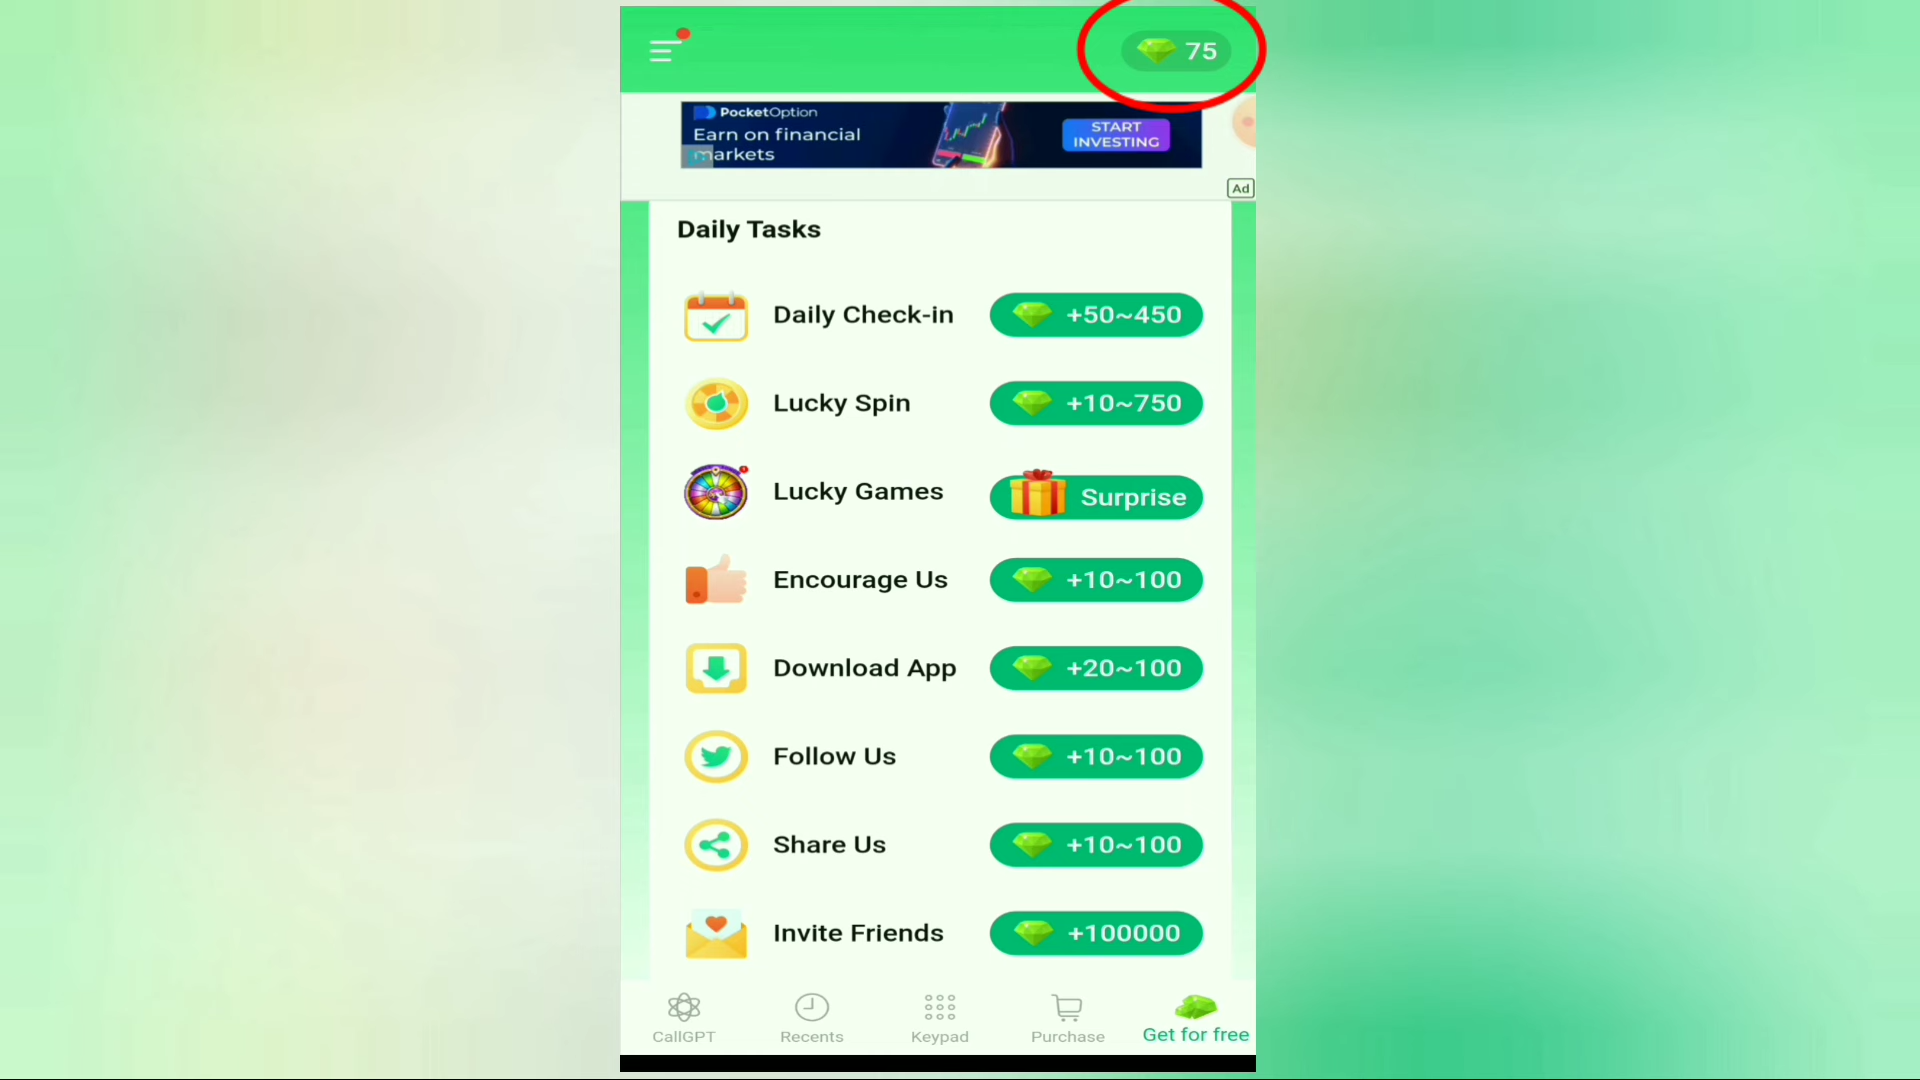 75
PocketOption
Earn on financial
markets
START
INVESTING
Ad
Daily Tasks
Daily Check-in
+50~450
Lucky Spin
+10~750
Lucky Games
Surprise
Encourage Us
+10~100
Download App
+20~100
Follow Us
+10~100
Share Us
+10~100
Invite Friends
+100000
CallGPT
Recents
Keypad
Purchase
Get for free